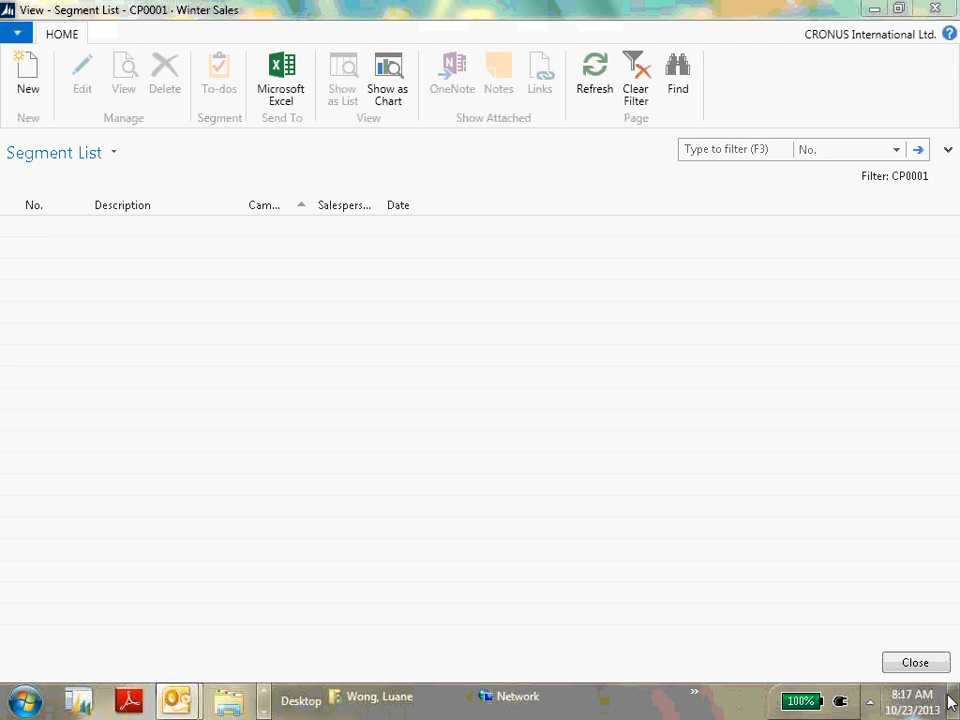 View - Segment List - CP0001 · Winter Sales
HOME
CRONUS International Ltd.
New Edit View Delete To-dos Microsoft Excel Show as List Show as Chart OneNote Notes Links Refresh Clear Filter Find
New Manage Segment Send To View Show Attached Page
Segment List
Type to filter (F3) No.
Filter: CP0001
No. Description Cam... Salespers... Date
Close
Desktop Wong, Luane Network » 100% 8:17 AM
10/23/2013